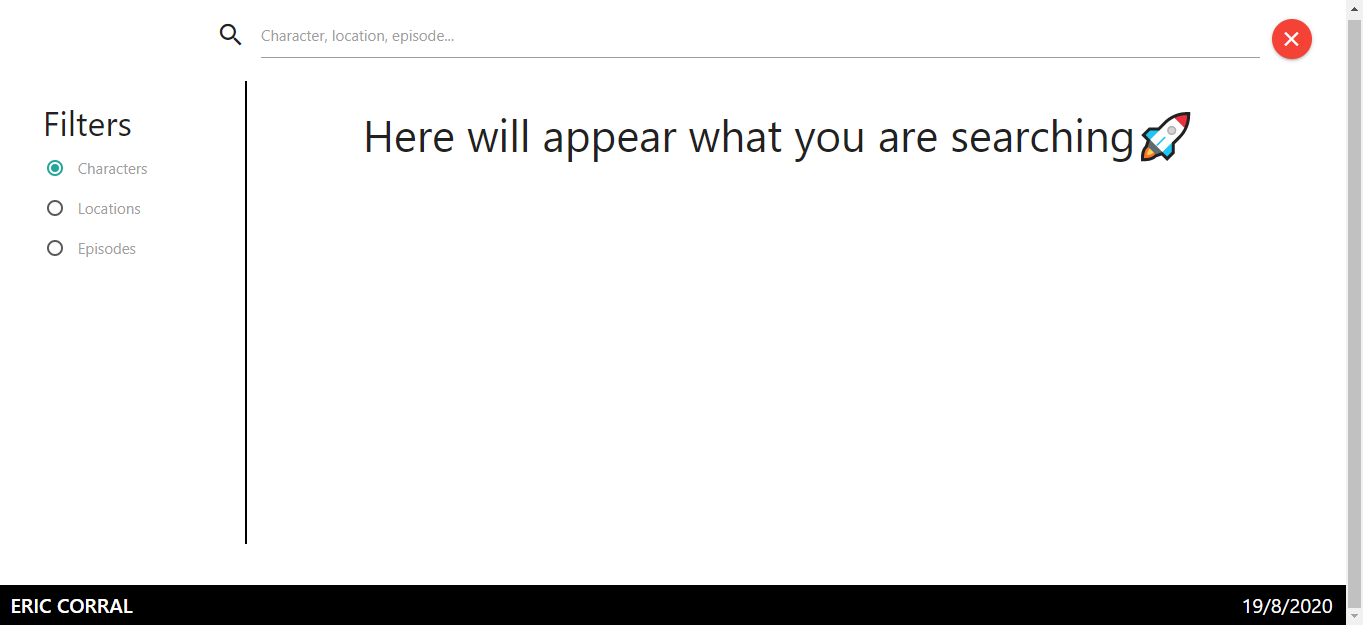 Character, location, episode...
Filters
Characters
Locations
Episodes
Here will appear what you are searching🚀
ERIC CORRAL
19/8/2020